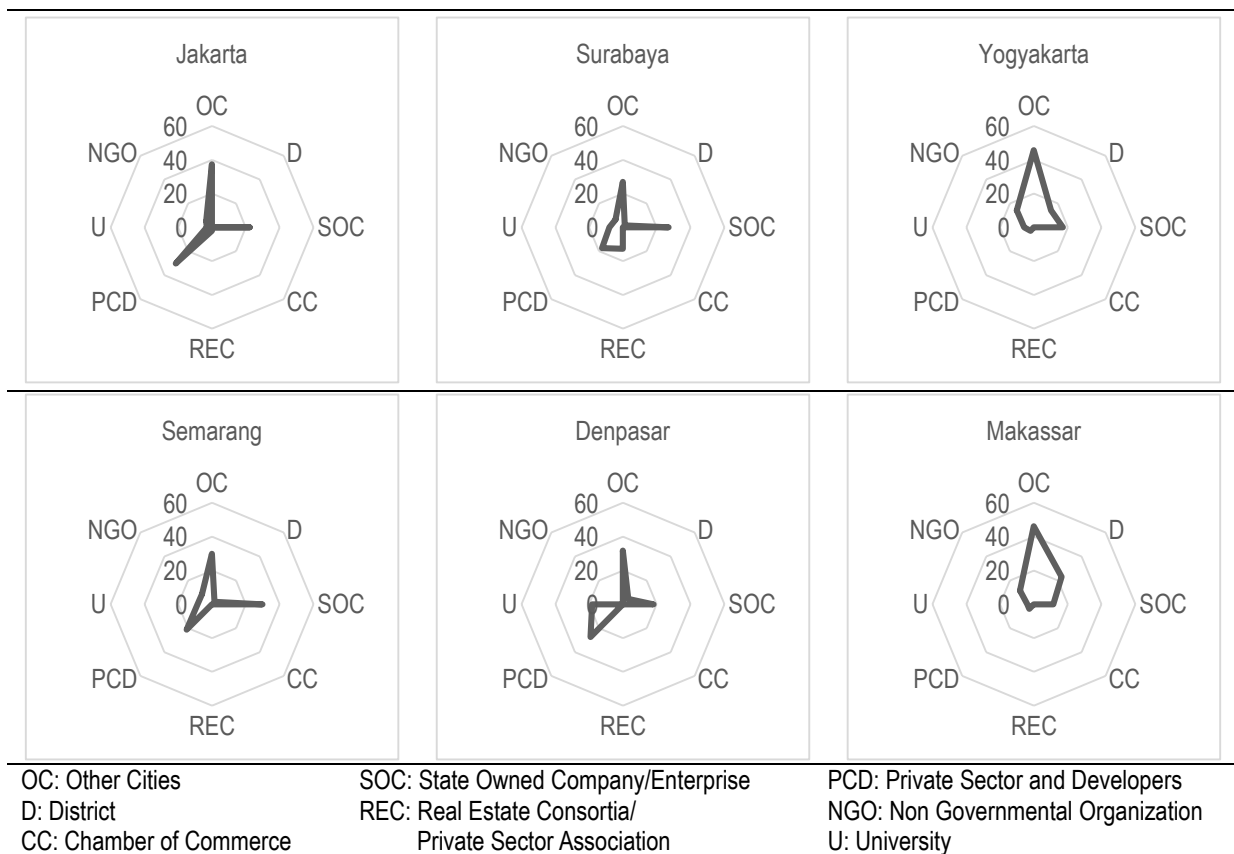 Jakarta
OC
60
NGO 40 D
20
U 0 SOC
PCD CC
REC
Surabaya
OC
60
NGO 40 D
20
U 0 SOC
PCD CC
REC
Yogyakarta
OC
60
NGO 40 D
20
U 0 SOC
PCD CC
REC
Semarang
OC
60
NGO 40 D
20
U 0 SOC
PCD CC
REC
Denpasar
OC
60
NGO 40 D
20
U 0 SOC
PCD CC
REC
Makassar
OC
60
NGO 40 D
20
U 0 SOC
PCD CC
REC
OC: Other Cities
D: District
CC: Chamber of Commerce
SOC: State Owned Company/Enterprise
REC: Real Estate Consortia/
Private Sector Association
PCD: Private Sector and Developers
NGO: Non Governmental Organization
U: University